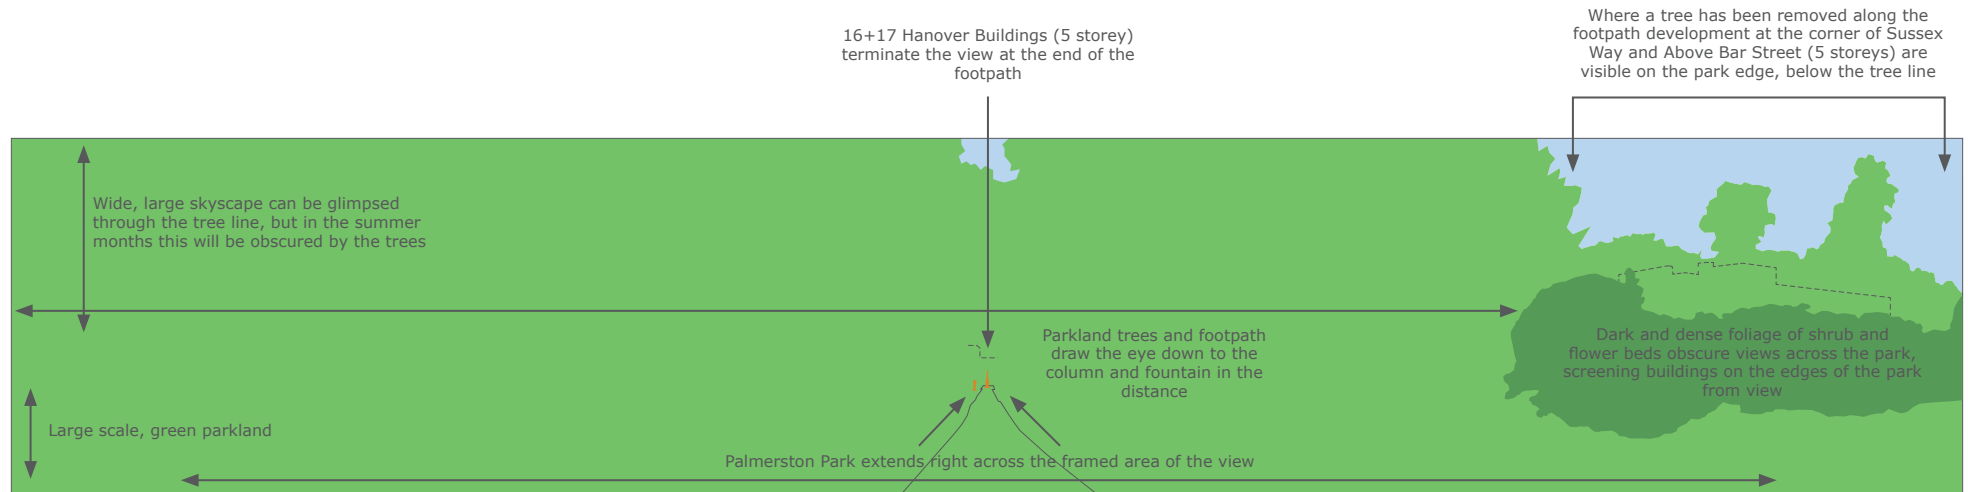 16+17 Hanover Buildings (5 storey)
terminate the view at the end of the
footpath
Where a tree has been removed along the
footpath development at the corner of Sussex
Way and Above Bar Street (5 storeys) are
visible on the park edge, below the tree line
Wide, large skyscape can be glimpsed
through the tree line, but in the summer
months this will be obscured by the trees
Parkland trees and footpath
draw the eye down to the
column and fountain in the
distance
Dark and dense foliage of shrub and
flower beds obscure views across the park,
screening buildings on the edges of the park
from view
Large scale, green parkland
Palmerston Park extends right across the framed area of the view